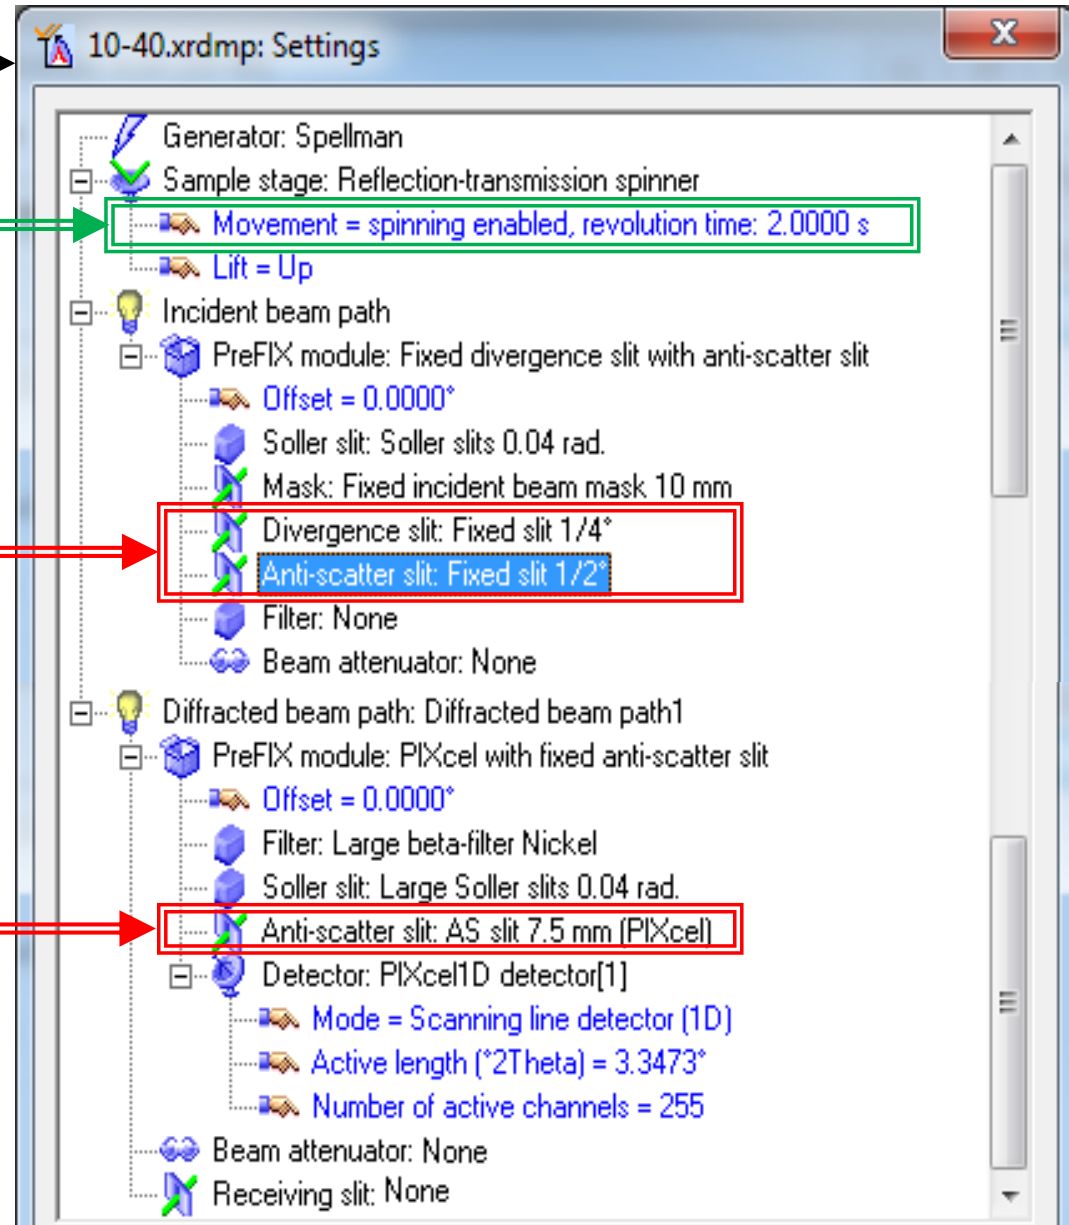 10-40.xrdmp: Settings
Generator: Spellman
Sample stage: Reflection-transmission spinner
Movement = spinning enabled, revolution time: 2.0000 s
Lift = Up
Incident beam path
PreFIX module: Fixed divergence slit with anti-scatter slit
Offset = 0.0000°
Soller slit: Soller slits 0.04 rad.
Mask: Fixed incident beam mask 10 mm
Divergence slit: Fixed slit 1/4°
Anti-scatter slit: Fixed slit 1/2°
Filter: None
Beam attenuator: None
Diffracted beam path: Diffracted beam path1
PreFIX module: PIXcel with fixed anti-scatter slit
Offset = 0.0000°
Filter: Large beta-filter Nickel
Soller slit: Large Soller slits 0.04 rad.
Anti-scatter slit: AS slit 7.5 mm (PIXcel)
Detector: PIXcel1D detector[1]
Mode = Scanning line detector (1D)
Active length (°2Theta) = 3.3473°
Number of active channels = 255
Beam attenuator: None
Receiving slit: None